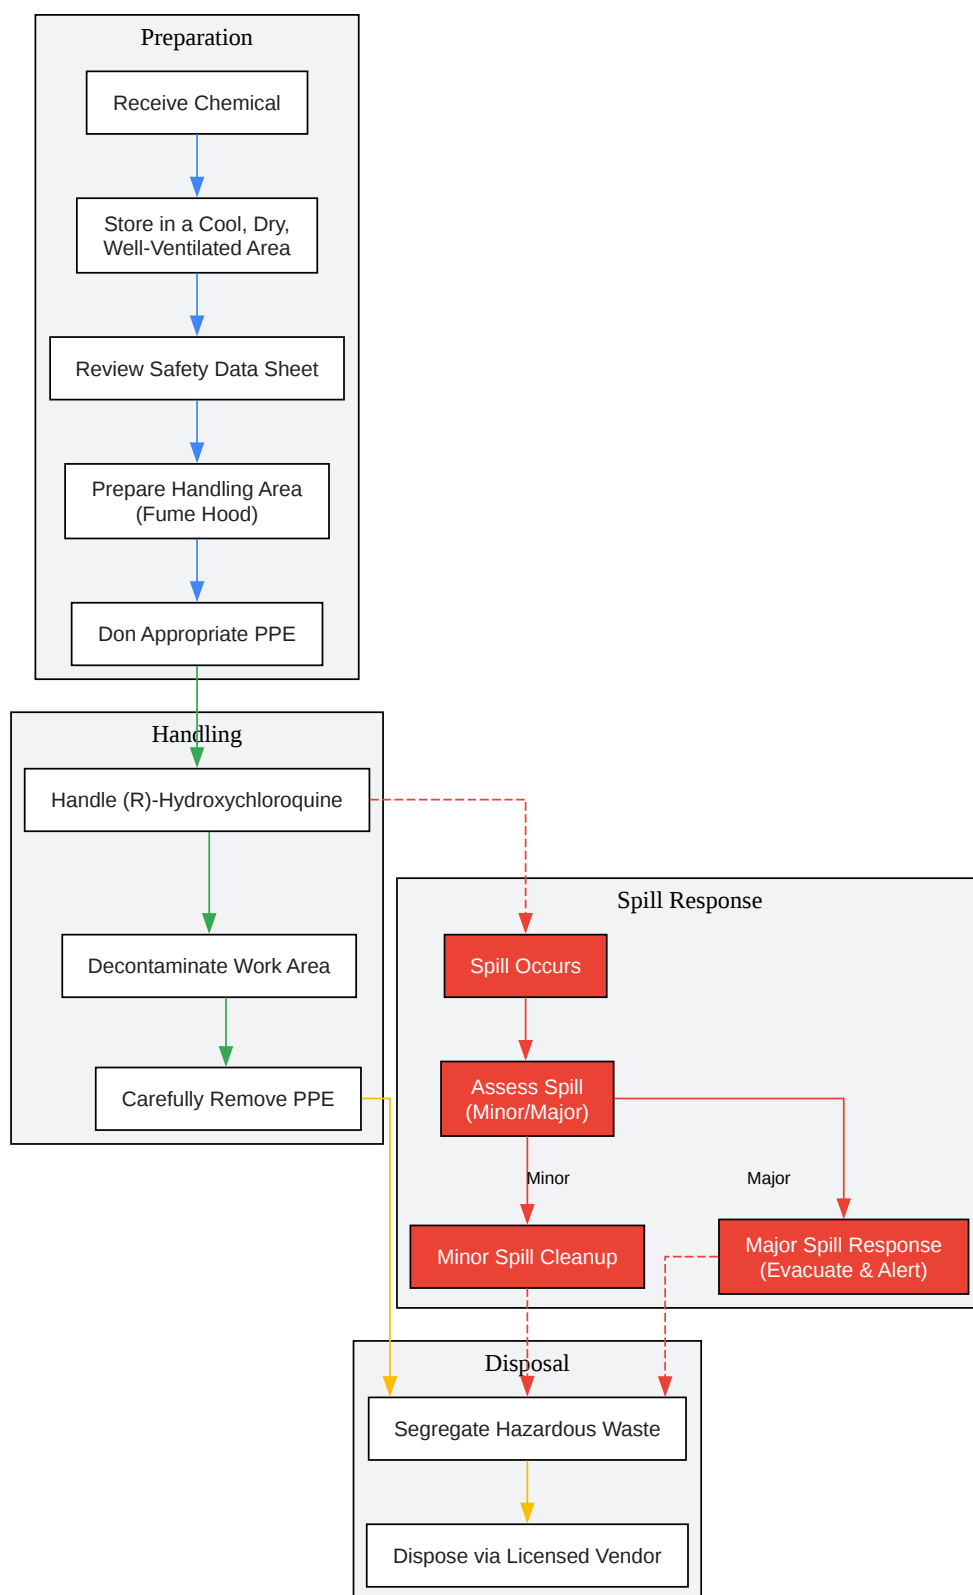 Preparation
Receive Chemical
Store in a Cool, Dry,
Well-Ventilated Area
Review Safety Data Sheet
Prepare Handling Area
(Fume Hood)
Don Appropriate PPE
Handling
Handle (R)-Hydroxychloroquine
Decontaminate Work Area
Carefully Remove PPE
Spill Response
Spill Occurs
Assess Spill
(Minor/Major)
Minor
Major
Minor Spill Cleanup
Major Spill Response
(Evacuate & Alert)
Disposal
Segregate Hazardous Waste
Dispose via Licensed Vendor